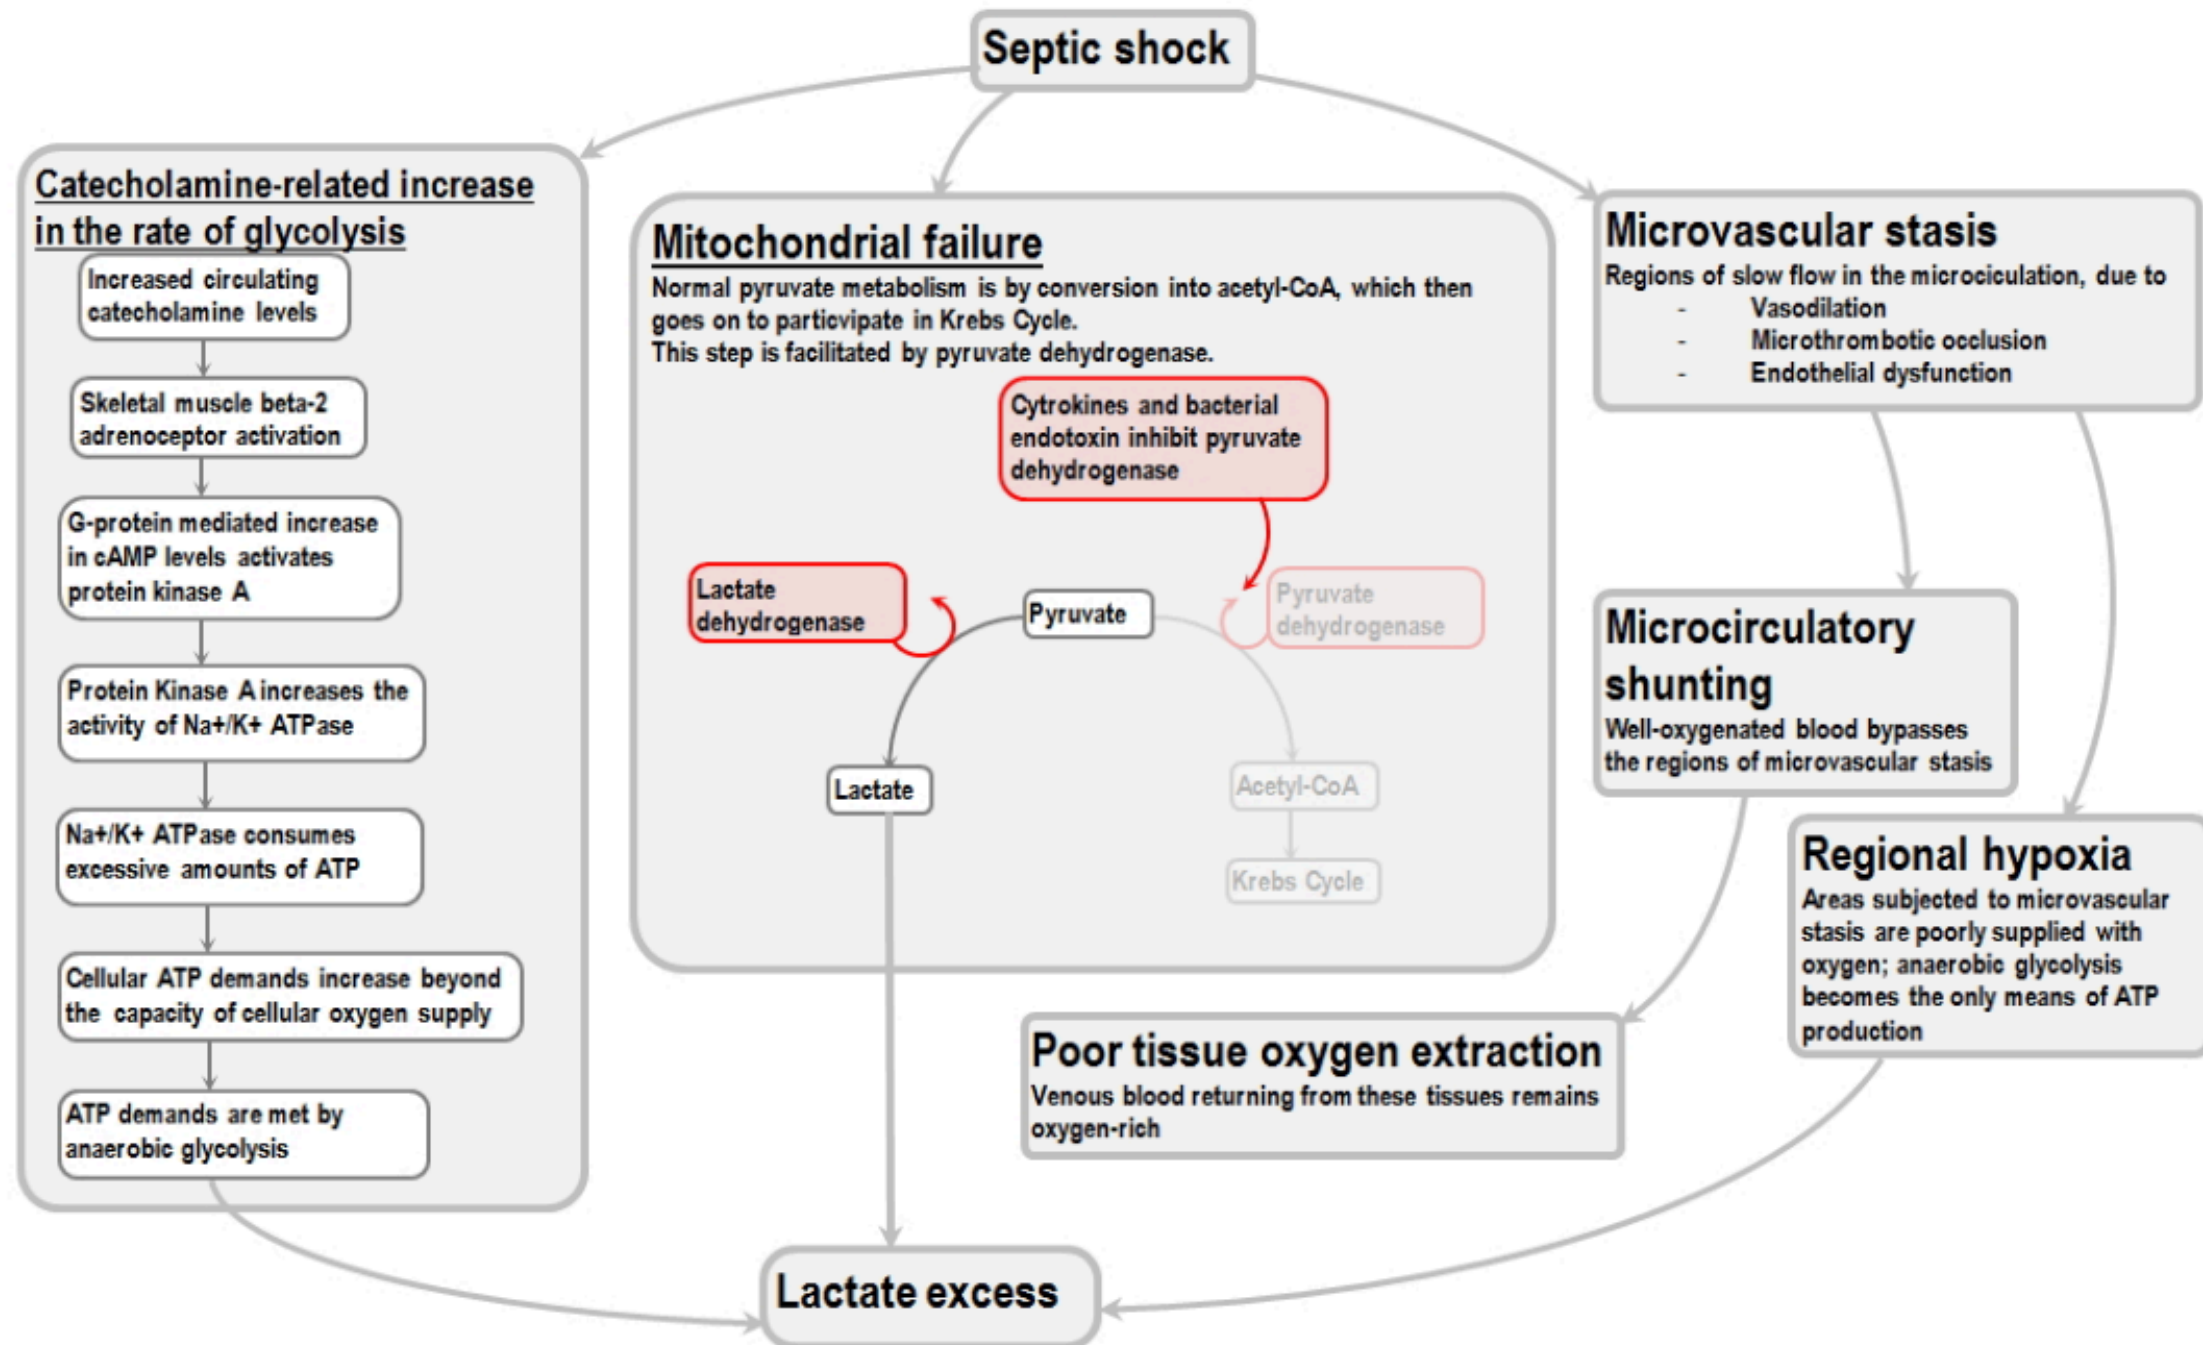 Septic shock
Catecholamine-related increase
in the rate of glycolysis
Increased circulating
catecholamine levels
Skeletal muscle beta-2
adrenoceptor activation
G-protein mediated increase
in cAMP levels activates
protein kinase A
Protein Kinase A increases the
activity of Na+/K+ ATPase
Na+/K+ ATPase consumes
excessive amounts of ATP
Cellular ATP demands increase beyond
the capacity of cellular oxygen supply
ATP demands are met by
anaerobic glycolysis
Mitochondrial failure
Normal pyruvate metabolism is by conversion into acetyl-CoA, which then
goes on to particvipate in Krebs Cycle.
This step is facilitated by pyruvate dehydrogenase.
Cytrokines and bacterial
endotoxin inhibit pyruvate
dehydrogenase
Lactate
dehydrogenase
Pyruvate
Pyruvate
dehydrogenase
Lactate
Acetyl-CoA
Krebs Cycle
Microvascular stasis
Regions of slow flow in the microciculation, due to
- Vasodilation
- Microthrombotic occlusion
- Endothelial dysfunction
Microcirculatory
shunting
Well-oxygenated blood bypasses
the regions of microvascular stasis
Regional hypoxia
Areas subjected to microvascular
stasis are poorly supplied with
oxygen; anaerobic glycolysis
becomes the only means of ATP
production
Poor tissue oxygen extraction
Venous blood returning from these tissues remains
oxygen-rich
Lactate excess